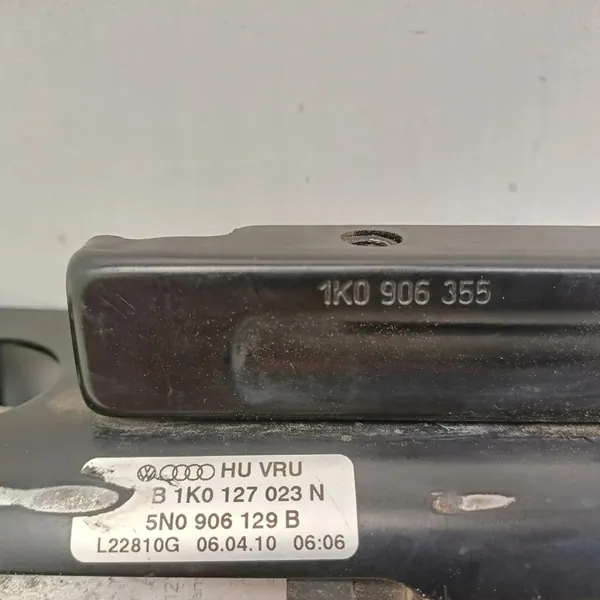 1K0 906 355
HU VRU
B 1K0 127 023 N
5N0 906 129 B
L22810G 06.04.10 06:06